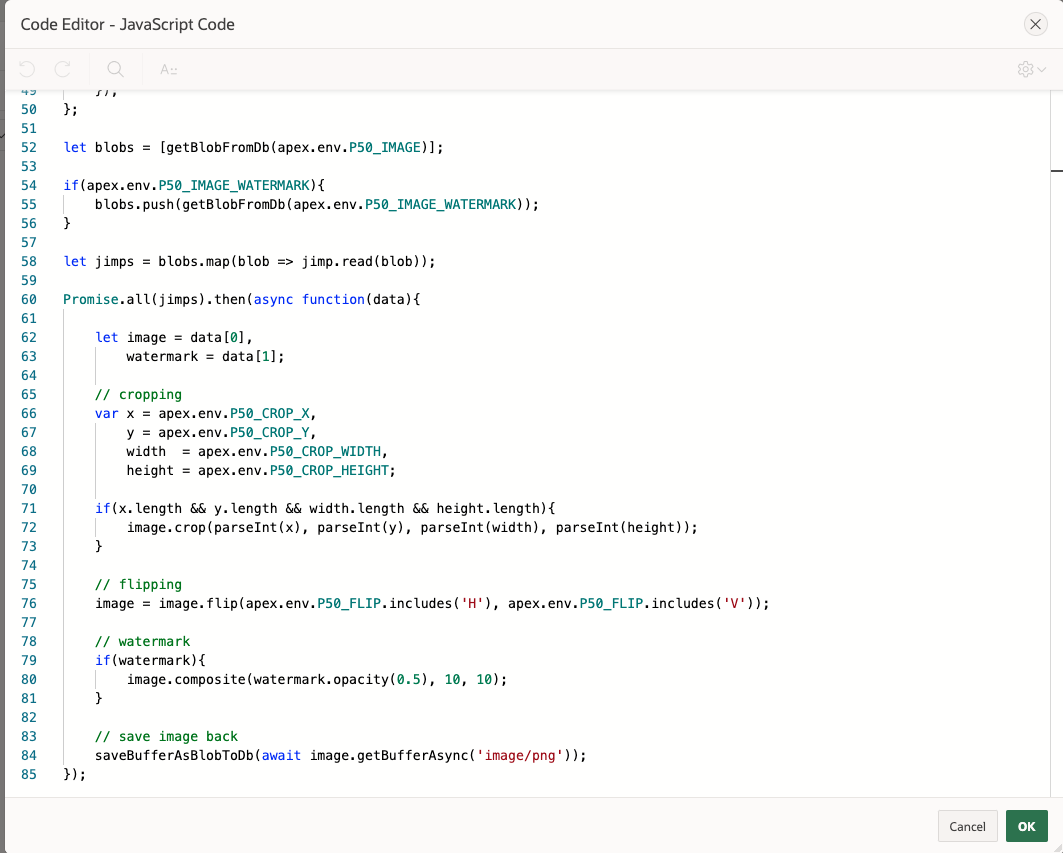 Code Editor - JavaScript Code
A::
49 });
50 };
51
52 let blobs = [getBlobFromDb(apex.env.P50_IMAGE)];
53
54 if(apex.env.P50_IMAGE_WATERMARK){
55     blobs.push(getBlobFromDb(apex.env.P50_IMAGE_WATERMARK));
56 }
57
58 let jimps = blobs.map(blob => jimp.read(blob));
59
60 Promise.all(jimps).then(async function(data){
61
62     let image = data[0],
63         watermark = data[1];
64
65     // cropping
66     var x = apex.env.P50_CROP_X,
67         y = apex.env.P50_CROP_Y,
68         width  = apex.env.P50_CROP_WIDTH,
69         height = apex.env.P50_CROP_HEIGHT;
70
71     if(x.length && y.length && width.length && height.length){
72         image.crop(parseInt(x), parseInt(y), parseInt(width), parseInt(height));
73     }
74
75     // flipping
76     image = image.flip(apex.env.P50_FLIP.includes('H'), apex.env.P50_FLIP.includes('V'));
77
78     // watermark
79     if(watermark){
80         image.composite(watermark.opacity(0.5), 10, 10);
81     }
82
83     // save image back
84     saveBufferAsBlobToDb(await image.getBufferAsync('image/png'));
85 });
Cancel
OK